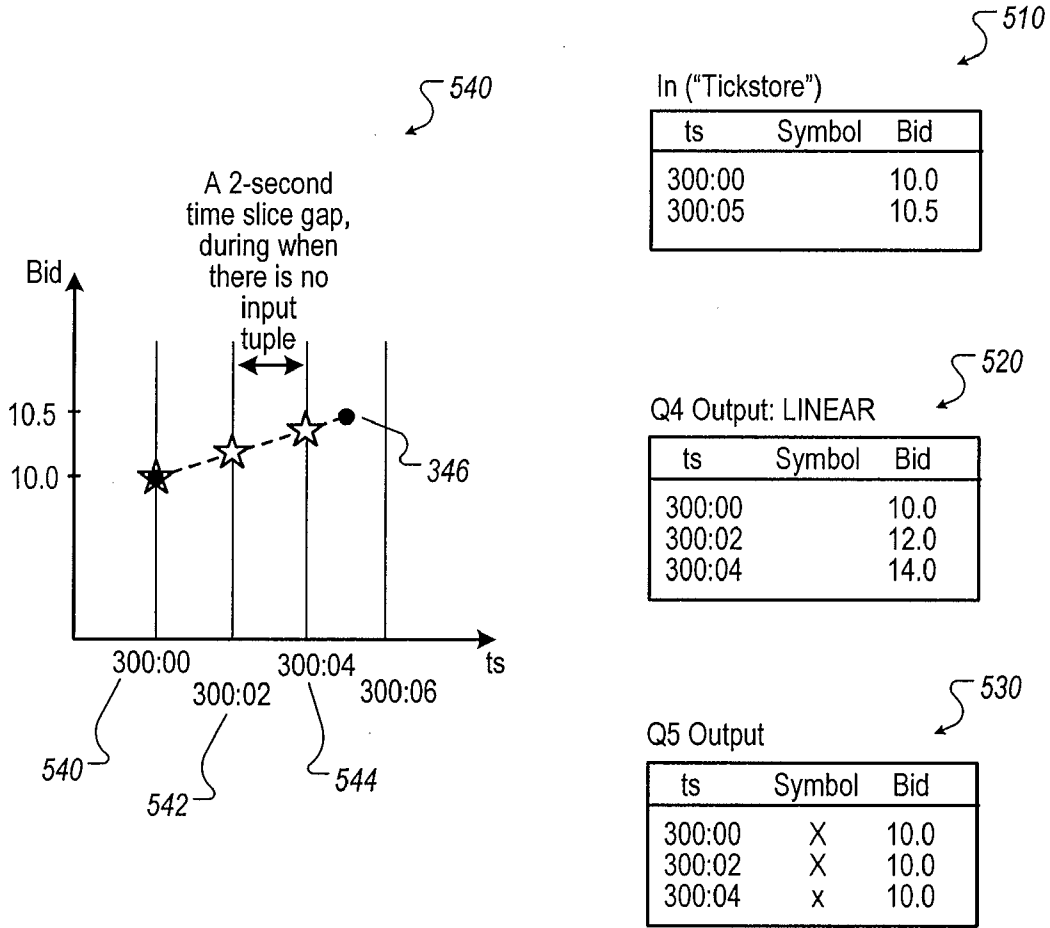 540
A 2-second
time slice gap,
during when
there is no
input
tuple
Bid
10.5
10.0
346
300:00
300:02
300:04
300:06
ts
540
542
544
510
In ("Tickstore")
ts Symbol Bid
300:00 10.0
300:05 10.5
520
Q4 Output: LINEAR
ts Symbol Bid
300:00 10.0
300:02 12.0
300:04 14.0
530
Q5 Output
ts Symbol Bid
300:00 X 10.0
300:02 X 10.0
300:04 x 10.0